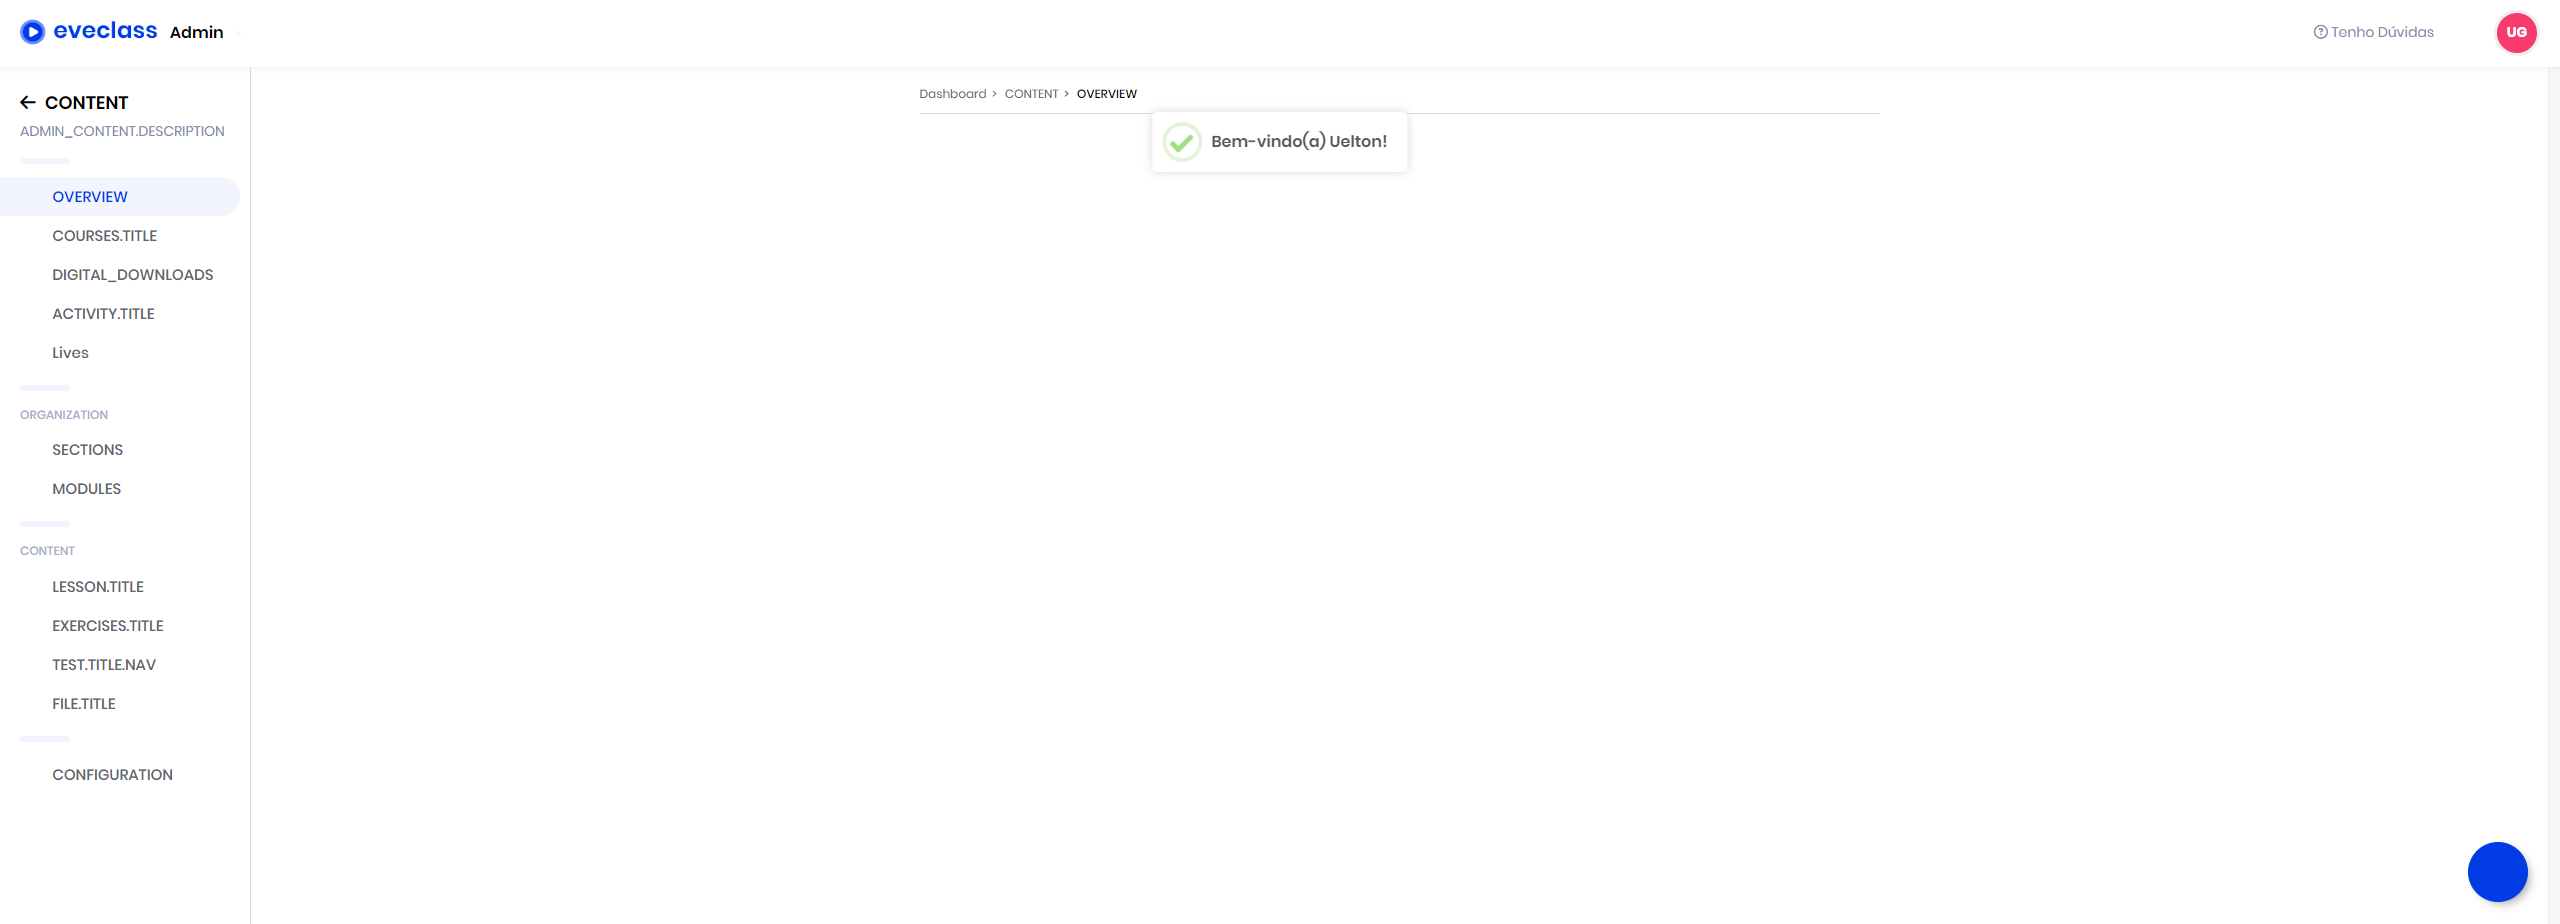 eveclass Admin
Tenho Dúvidas
UG
CONTENT
ADMIN_CONTENT.DESCRIPTION
OVERVIEW
COURSES.TITLE
DIGITAL_DOWNLOADS
ACTIVITY.TITLE
Lives
ORGANIZATION
SECTIONS
MODULES
CONTENT
LESSON.TITLE
EXERCISES.TITLE
TEST.TITLE.NAV
FILE.TITLE
CONFIGURATION
Dashboard > CONTENT > OVERVIEW
Bem-vindo(a) Uelton!